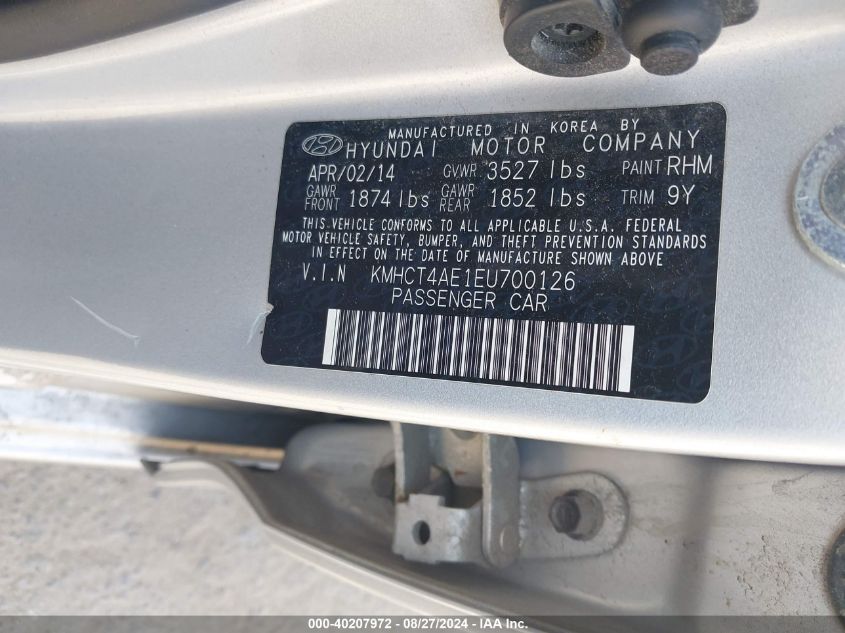 MANUFACTURED IN KOREA BY
HYUNDAI MOTOR COMPANY
APR/02/14 GVWR 3527 lbs PAINT RHM
GAWR FRONT 1874 lbs GAWR REAR 1852 lbs TRIM 9Y
THIS VEHICLE CONFORMS TO ALL APPLICABLE U.S.A. FEDERAL
MOTOR VEHICLE SAFETY, BUMPER, AND THEFT PREVENTION STANDARDS
IN EFFECT ON THE DATE OF MANUFACTURE SHOWN ABOVE
V.I.N KMHCT4AE1EU700126
PASSENGER CAR
000-40207972 - 08/27/2024 - IAA Inc.